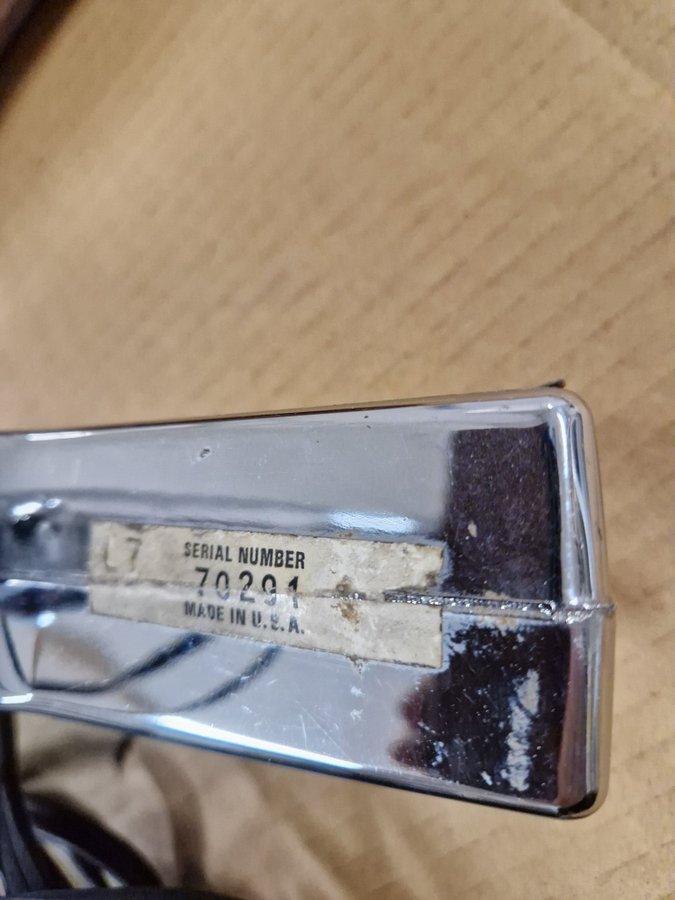 L7
SERIAL NUMBER
70291
MADE IN U.S.A.